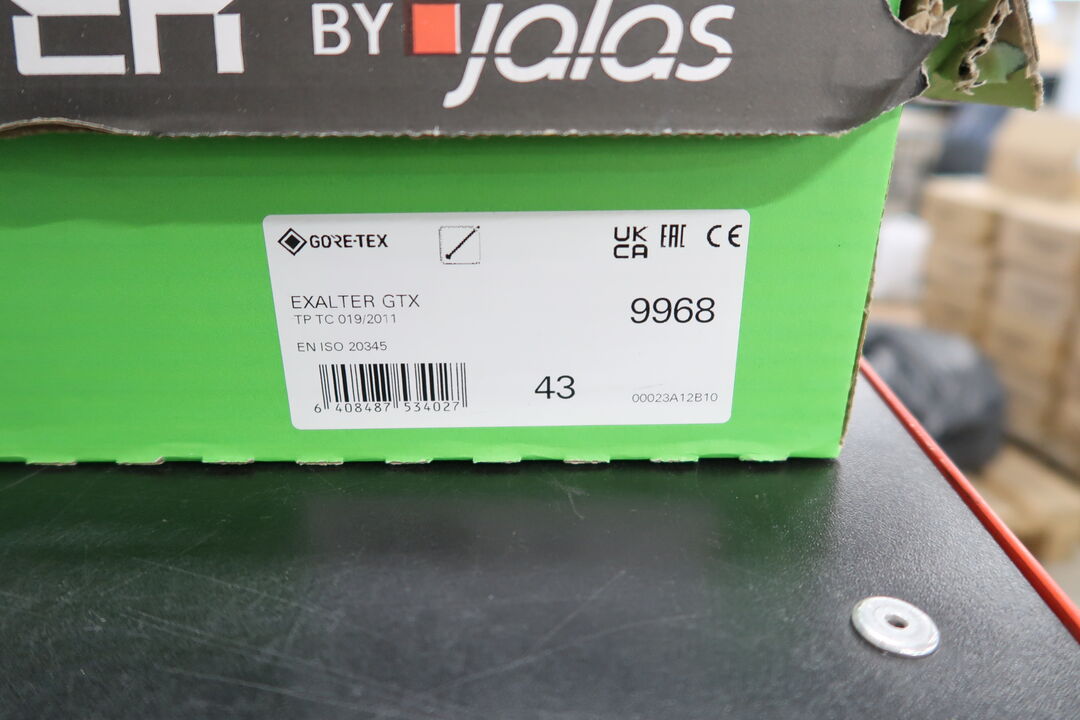 ER BY jalas
GORE-TEX
UK
CA EAC CE
EXALTER GTX
TP TC 019/2011
9968
EN ISO 20345
43
6 408487 534027
00023A12B10